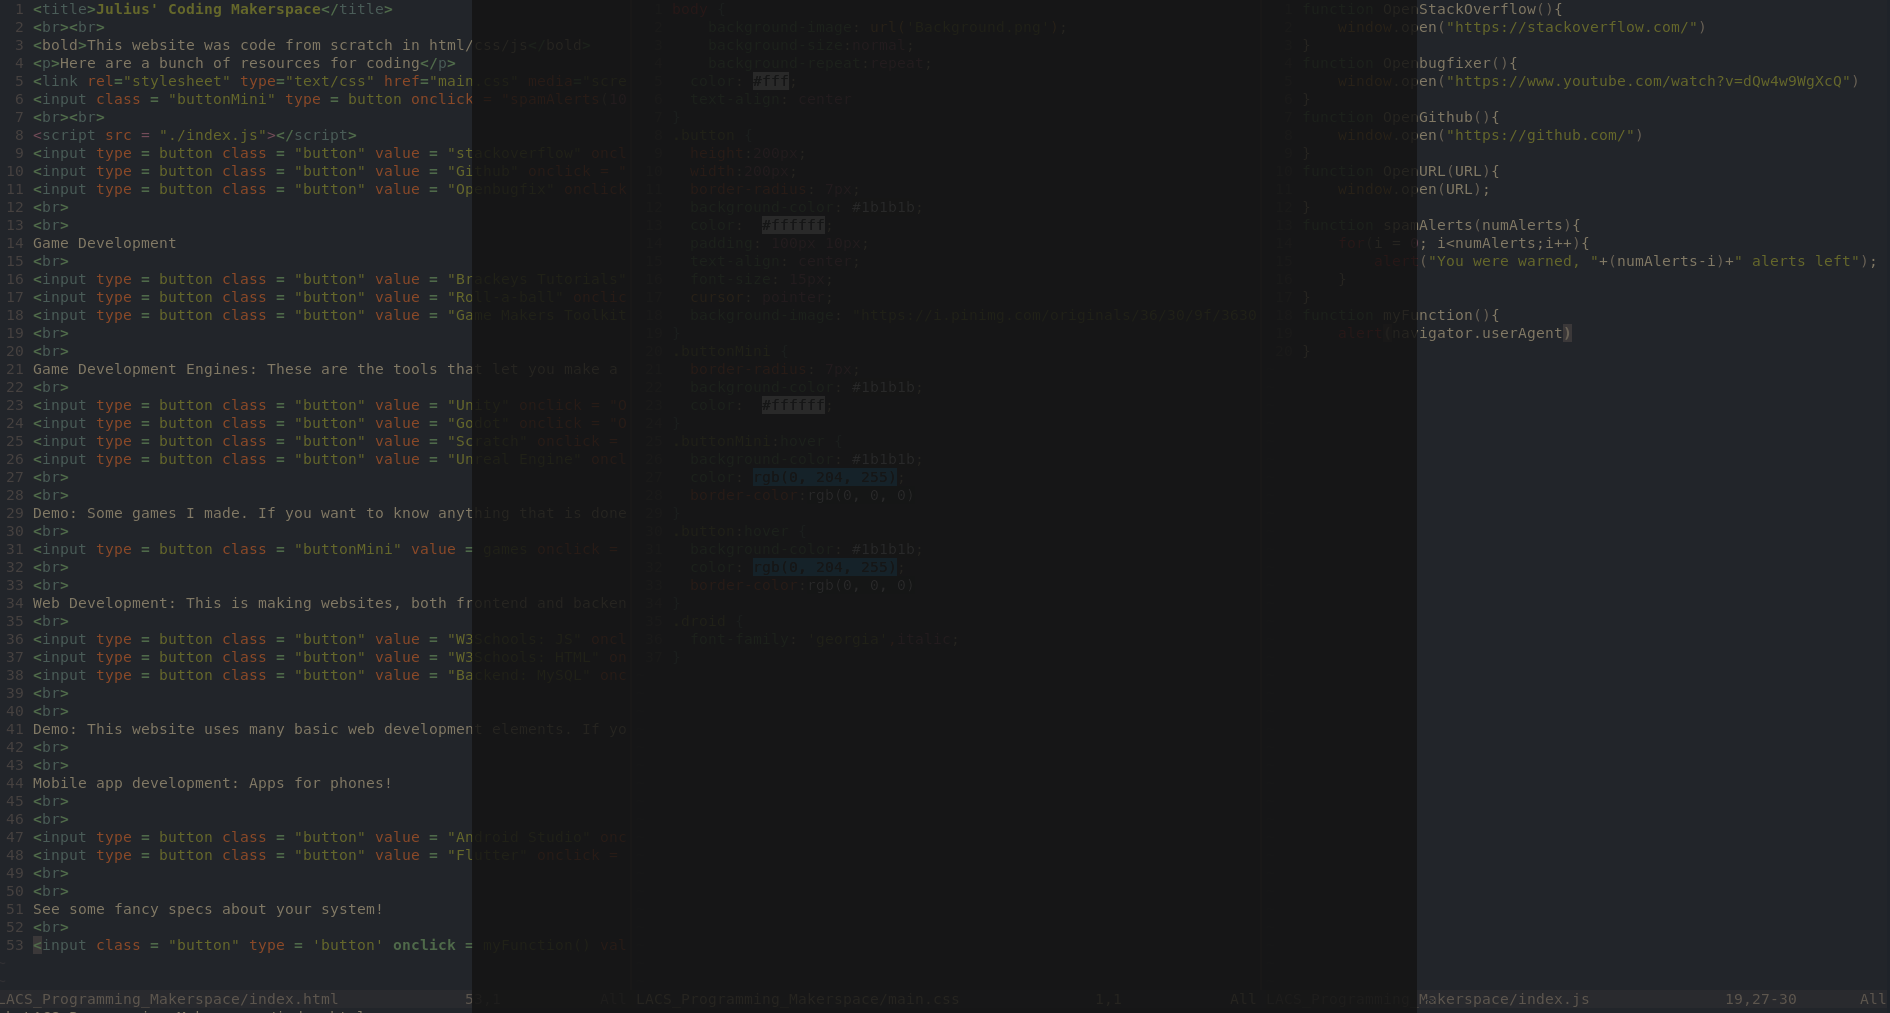 1 <title>Julius' Coding Makerspace</title>
2 <br><br>
3 <bold>This website was code from scratch in html/css/js</bold>
4 <p>Here are a bunch of resources for coding</p>
5 <link rel="stylesheet" type="text/css" href="main.css" media="scre
6 <input class = "buttonMini" type = button onclick = "spamAlerts(10
7 <br><br>
8 <script src = "./index.js"></script>
9 <input type = button class = "button" value = "stackoverflow" oncl
10 <input type = button class = "button" value = "Github" onclick = "
11 <input type = button class = "button" value = "Openbugfix" onclick
12 <br>
13 <br>
14 Game Development
15 <br>
16 <input type = button class = "button" value = "Brackeys Tutorials"
17 <input type = button class = "button" value = "Roll-a-ball" onclic
18 <input type = button class = "button" value = "Game Makers Toolkit
19 <br>
20 <br>
21 Game Development Engines: These are the tools that let you make a
22 <br>
23 <input type = button class = "button" value = "Unity" onclick = "O
24 <input type = button class = "button" value = "Godot" onclick = "O
25 <input type = button class = "button" value = "Scratch" onclick =
26 <input type = button class = "button" value = "Unreal Engine" oncl
27 <br>
28 <br>
29 Demo: Some games I made. If you want to know anything that is done
30 <br>
31 <input type = button class = "buttonMini" value = games onclick =
32 <br>
33 <br>
34 Web Development: This is making websites, both frontend and backen
35 <br>
36 <input type = button class = "button" value = "W3Schools: JS" oncl
37 <input type = button class = "button" value = "W3Schools: HTML" on
38 <input type = button class = "button" value = "Backend: MySQL" onc
39 <br>
40 <br>
41 Demo: This website uses many basic web development elements. If yo
42 <br>
43 <br>
44 Mobile app development: Apps for phones!
45 <br>
46 <br>
47 <input type = button class = "button" value = "Android Studio" onc
48 <input type = button class = "button" value = "Flutter" onclick =
49 <br>
50 <br>
51 See some fancy specs about your system!
52 <br>
53 <input class = "button" type = 'button' onclick = myFunction() val
~
~
LACS_Programming_Makerspace/index.html 53,1 All
body {
background-image: url('Background.png');
background-size:normal;
background-repeat:repeat;
color: #fff;
text-align: center
}
.button {
height:200px;
width:200px;
border-radius: 7px;
background-color: #1b1b1b;
color: #ffffff;
padding: 100px 16px;
text-align: center;
font-size: 15px;
cursor: pointer;
background-image: "https://i.pinimg.com/originals/36/30/9f/3630
}
.buttonMini {
border-radius: 7px;
background-color: #1b1b1b;
color: #ffffff;
}
.buttonMini:hover {
background-color: #1b1b1b;
color: rgb(0, 204, 255);
border-color:rgb(0, 0, 0)
}
.button:hover {
background-color: #1b1b1b;
color: rgb(0, 204, 255);
border-color:rgb(0, 0, 0)
}
.droid {
font-family: 'georgia',italic;
}
LACS_Programming_Makerspace/main.css 1,1 All
function OpenStackOverflow(){
window.open("https://stackoverflow.com/")
}
function Openbugfixer(){
window.open("https://www.youtube.com/watch?v=dQw4w9WgXcQ")
}
function OpenGithub(){
window.open("https://github.com/")
}
function OpenURL(URL){
window.open(URL);
}
function spamAlerts(numAlerts){
for(i = 0; i<numAlerts;i++){
alert("You were warned, "+(numAlerts-i)+" alerts left");
}
}
function myFunction(){
alert(navigator.userAgent)
}
LACS_Programming_Makerspace/index.js 19,27-30 All